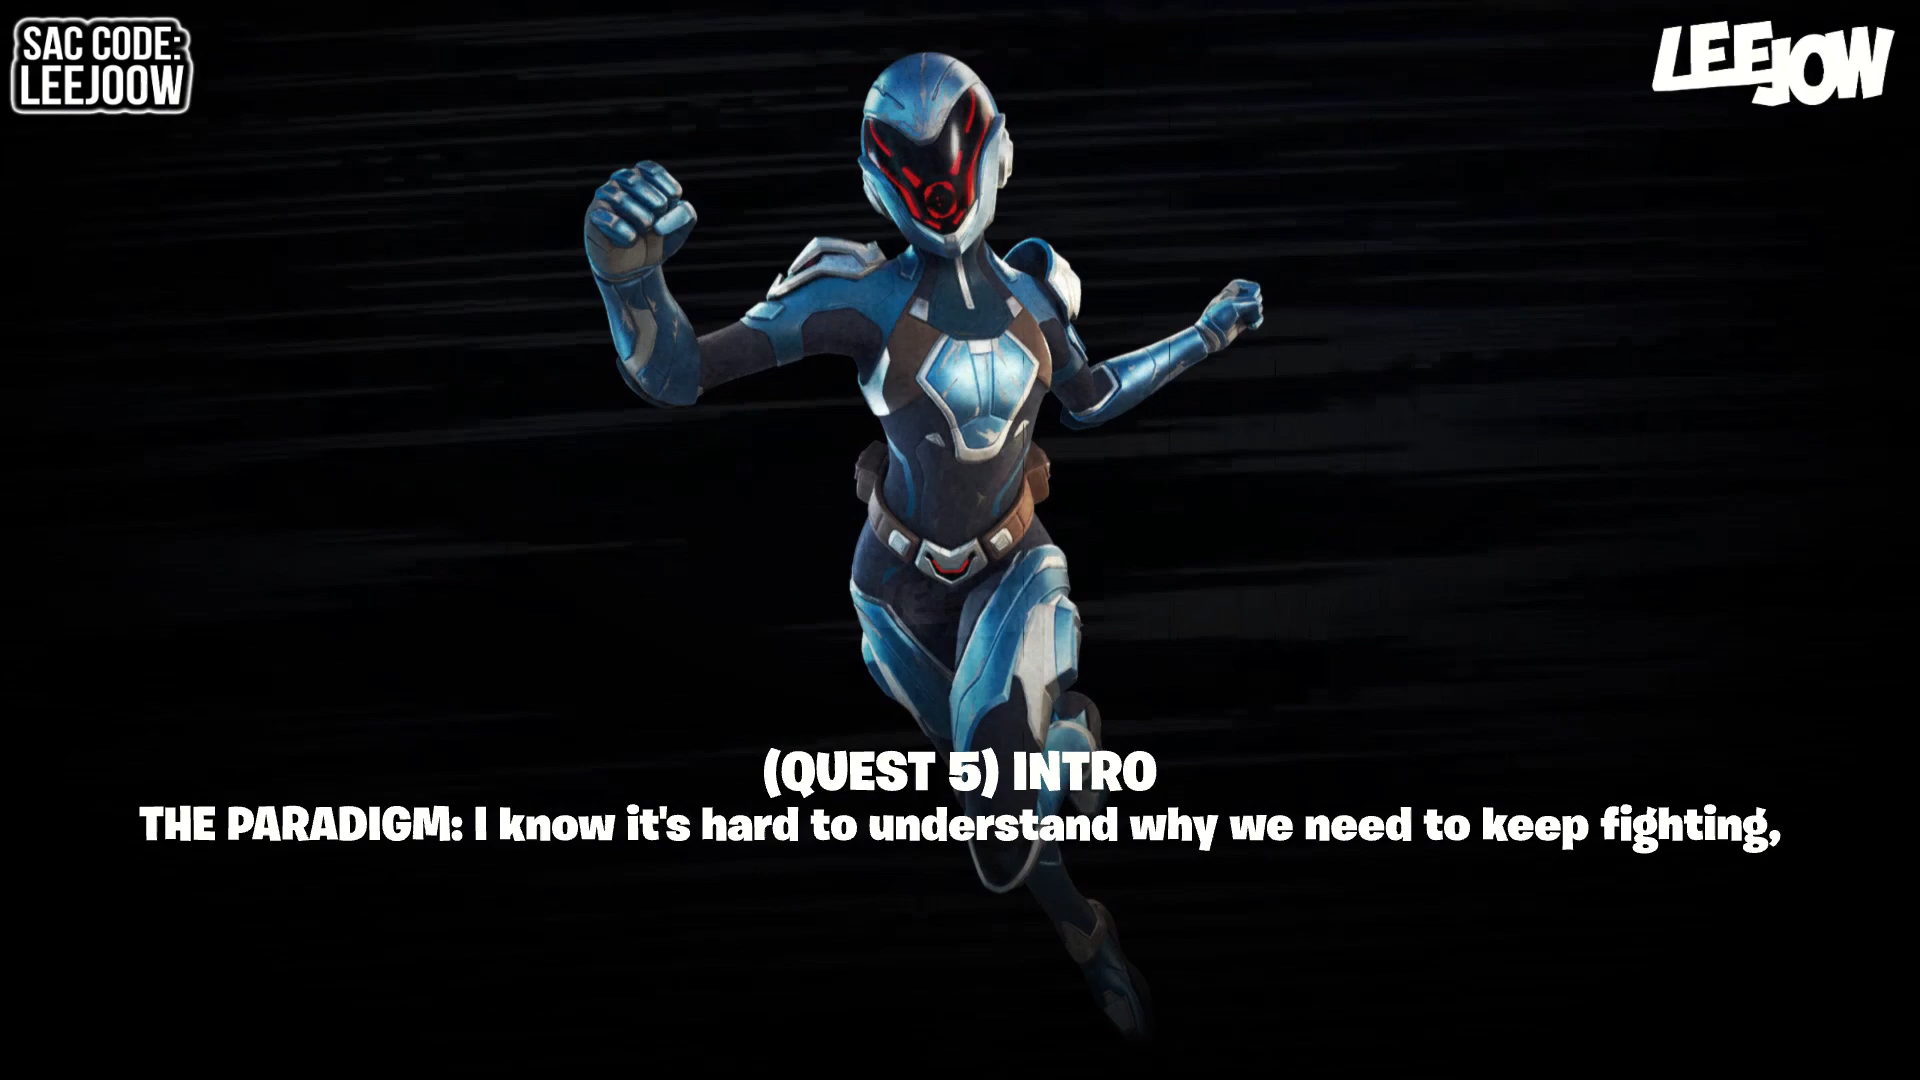 SAC CODE:
LEEJOOW
LEEJOW
(QUEST 5) INTRO
THE PARADIGM: I know it's hard to understand why we need to keep fighting,